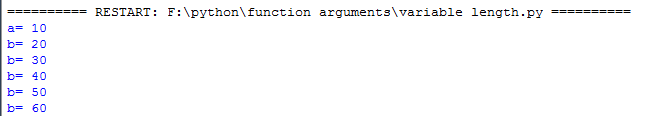 ========== RESTART: F:\python\function arguments\variable length.py ==========
a= 10
b= 20
b= 30
b= 40
b= 50
b= 60